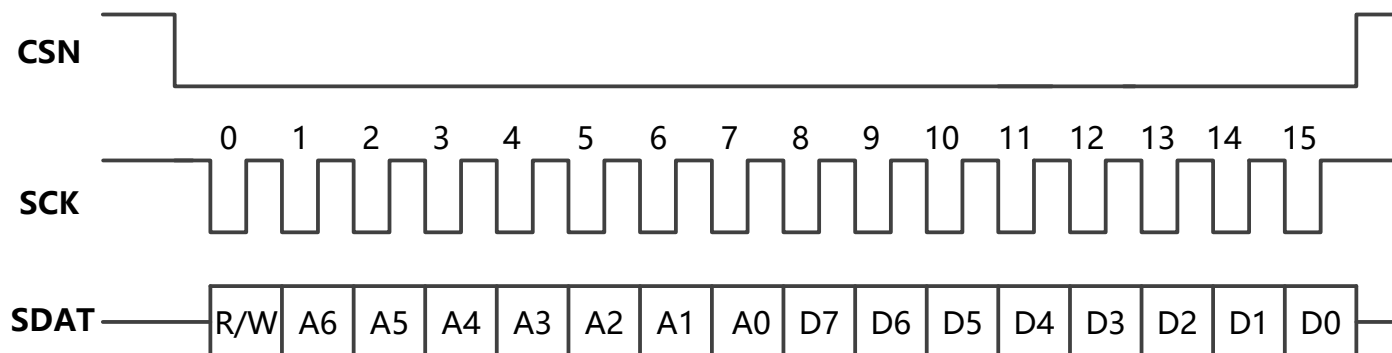 CSN
0 1 2 3 4 5 6 7 8 9 10 11 12 13 14 15
SCK
SDAT R/W A6 A5 A4 A3 A2 A1 A0 D7 D6 D5 D4 D3 D2 D1 D0